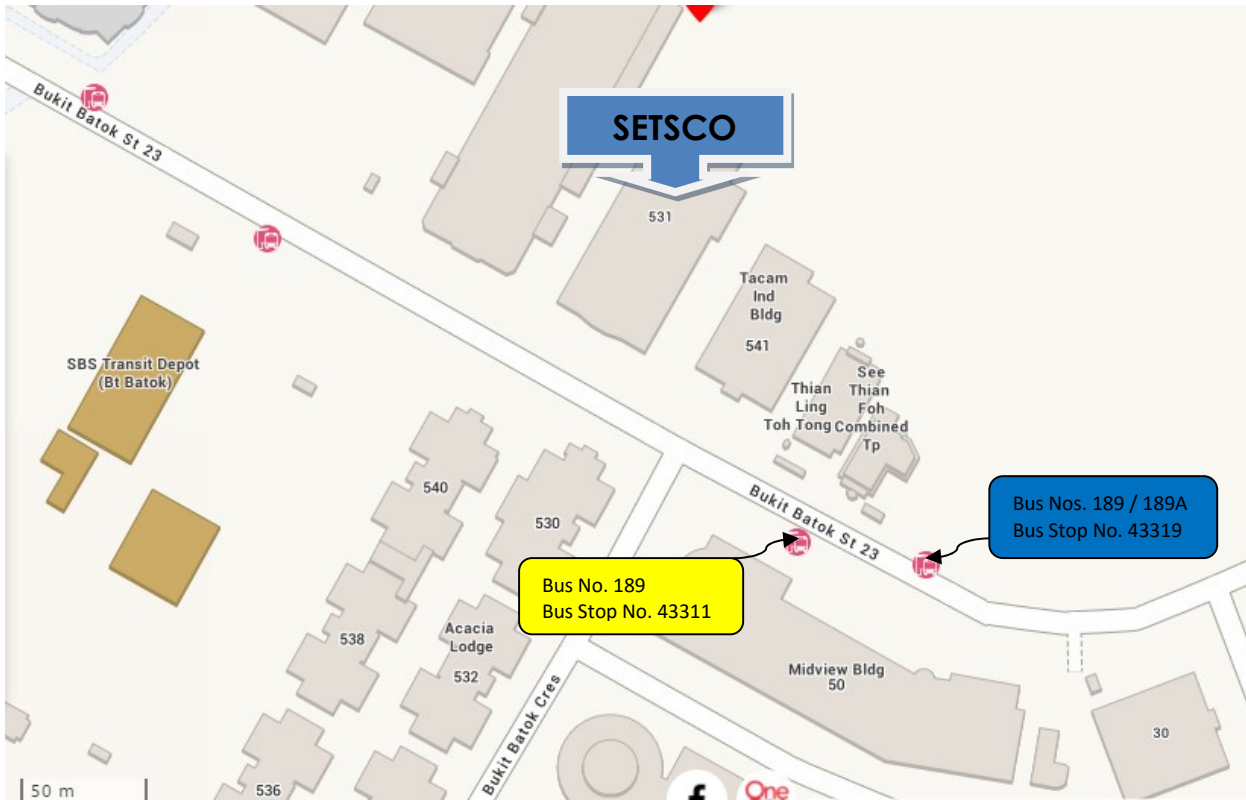 Bukit Batok St 23
SETSCO
531
Tacam
Ind
Bldg
541
SBS Transit Depot
(Bt Batok)
Thian
Ling
Toh Tong
See
Thian
Foh
Combined
Tp
540
530
Bukit Batok St 23
Bus Nos. 189 / 189A
Bus Stop No. 43319
Bus No. 189
Bus Stop No. 43311
538
Acacia
Lodge
532
Midview Bldg
50
Bukit Batok Cres
30
536
50 m
f
One